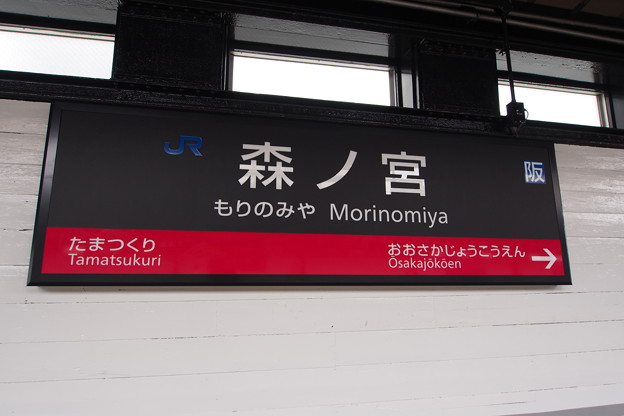 JR 森ノ宮 阪
もりのみや Morinomiya
たまつくり おおさかじょうこうえん
Tamatsukuri Ōsakajōkōen →